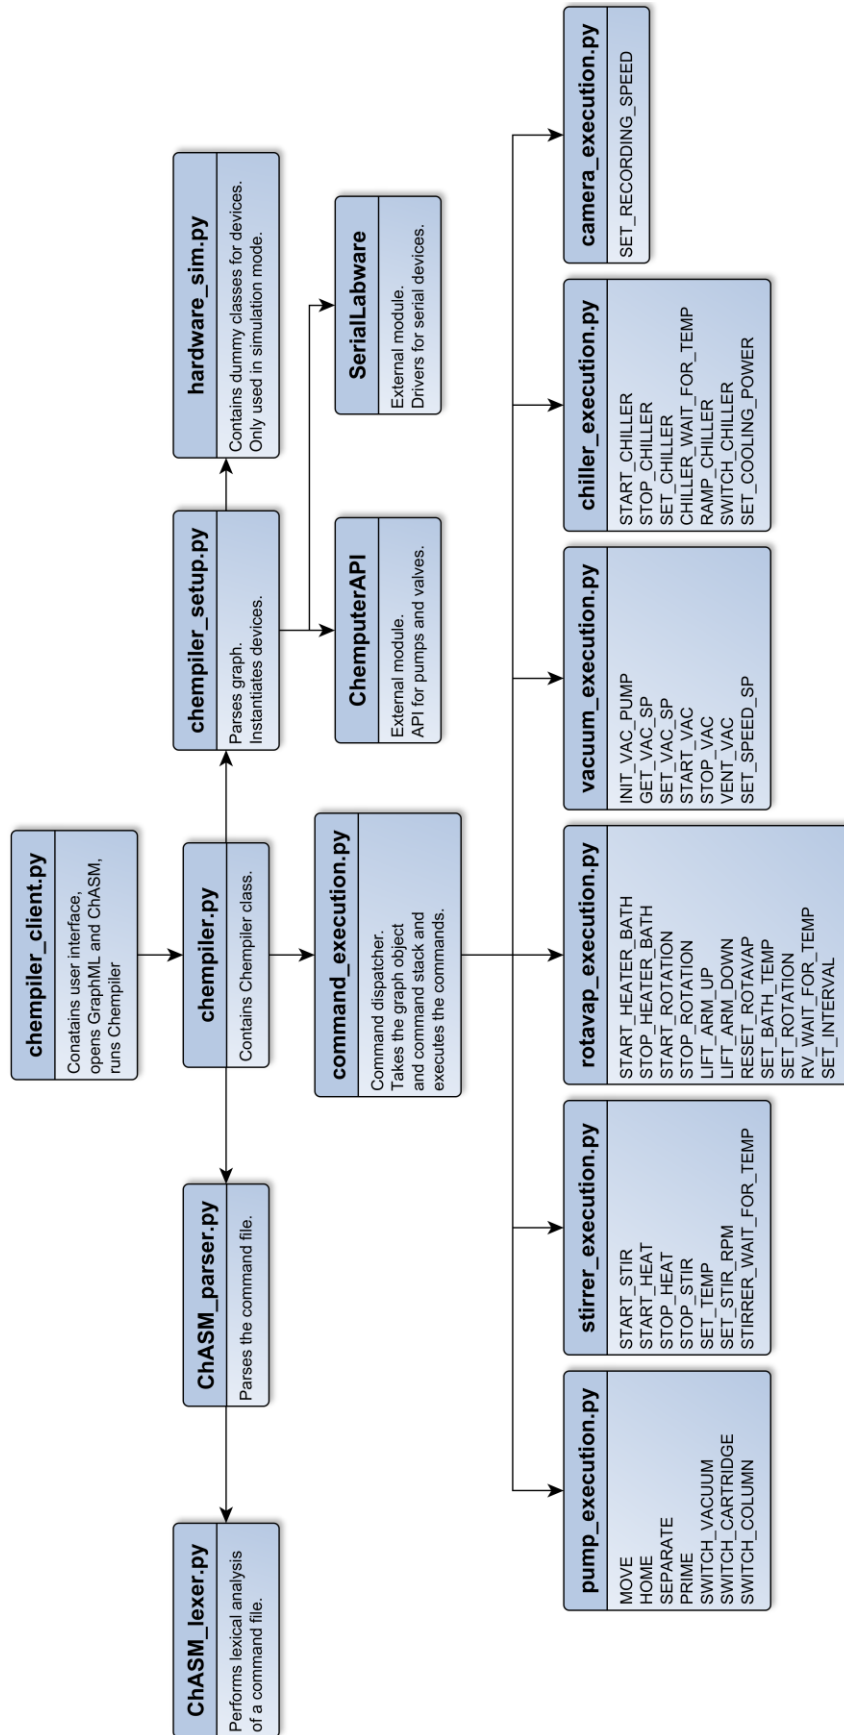 chempiler_client.py
Conatains user interface,
opens GraphML and ChASM,
runs Chempiler
ChASM_lexer.py
Performs lexical analysis
of a command file.
ChASM_parser.py
Parses the command file.
chempiler.py
Contains Chempiler class.
chempiler_setup.py
Parses graph.
Instantiates devices.
hardware_sim.py
Contains dummy classes for devices.
Only used in simulation mode.
command_execution.py
Command dispatcher.
Takes the graph object
and command stack and
executes the commands.
ChemputerAPI
External module.
API for pumps and valves.
SerialLabware
External module.
Drivers for serial devices.
pump_execution.py
MOVE
HOME
SEPARATE
PRIME
SWITCH_VACUUM
SWITCH_CARTRIDGE
SWITCH_COLUMN
stirrer_execution.py
START_STIR
START_HEAT
STOP_HEAT
STOP_STIR
SET_TEMP
SET_STIR_RPM
STIRRER_WAIT_FOR_TEMP
rotavap_execution.py
START_HEATER_BATH
STOP_HEATER_BATH
START_ROTATION
STOP_ROTATION
LIFT_ARM_UP
LIFT_ARM_DOWN
RESET_ROTAVAP
SET_BATH_TEMP
SET_ROTATION
RV_WAIT_FOR_TEMP
SET_INTERVAL
vacuum_execution.py
INIT_VAC_PUMP
GET_VAC_SP
SET_VAC_SP
START_VAC
STOP_VAC
VENT_VAC
SET_SPEED_SP
chiller_execution.py
START_CHILLER
STOP_CHILLER
SET_CHILLER
CHILLER_WAIT_FOR_TEMP
RAMP_CHILLER
SWITCH_CHILLER
SET_COOLING_POWER
camera_execution.py
SET_RECORDING_SPEED